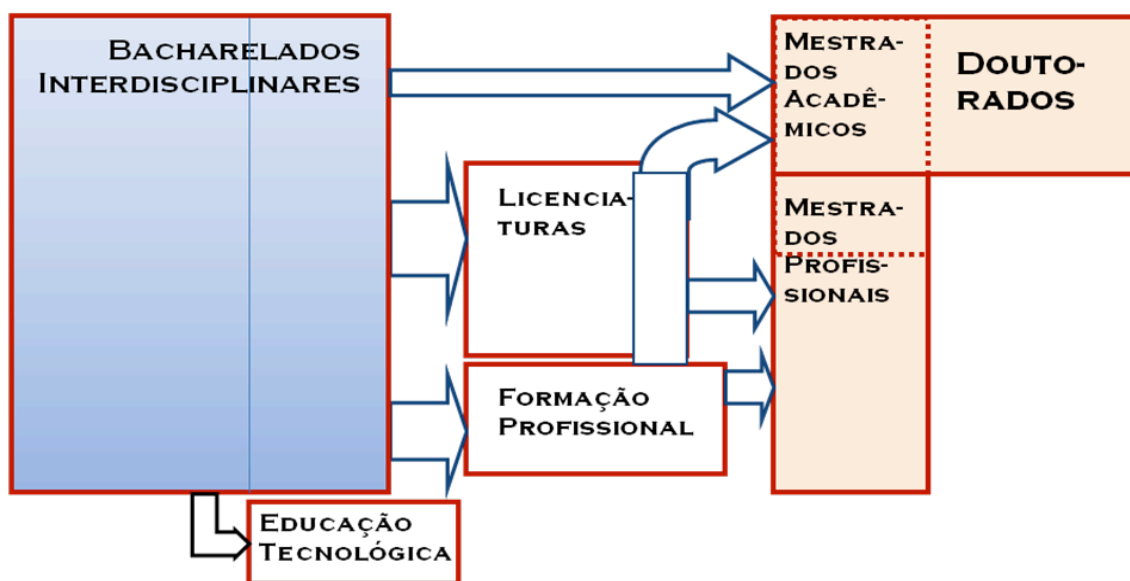 BACHARELADOS
INTERDISCIPLINARES
MESTRA-
DOS
ACADÊ-
MICOS
DOUTO-
RADOS
LICENCIA-
TURAS
MESTRA-
DOS
PROFIS-
SIONAIS
FORMAÇÃO
PROFISSIONAL
EDUCAÇÃO
TECNOLÓGICA